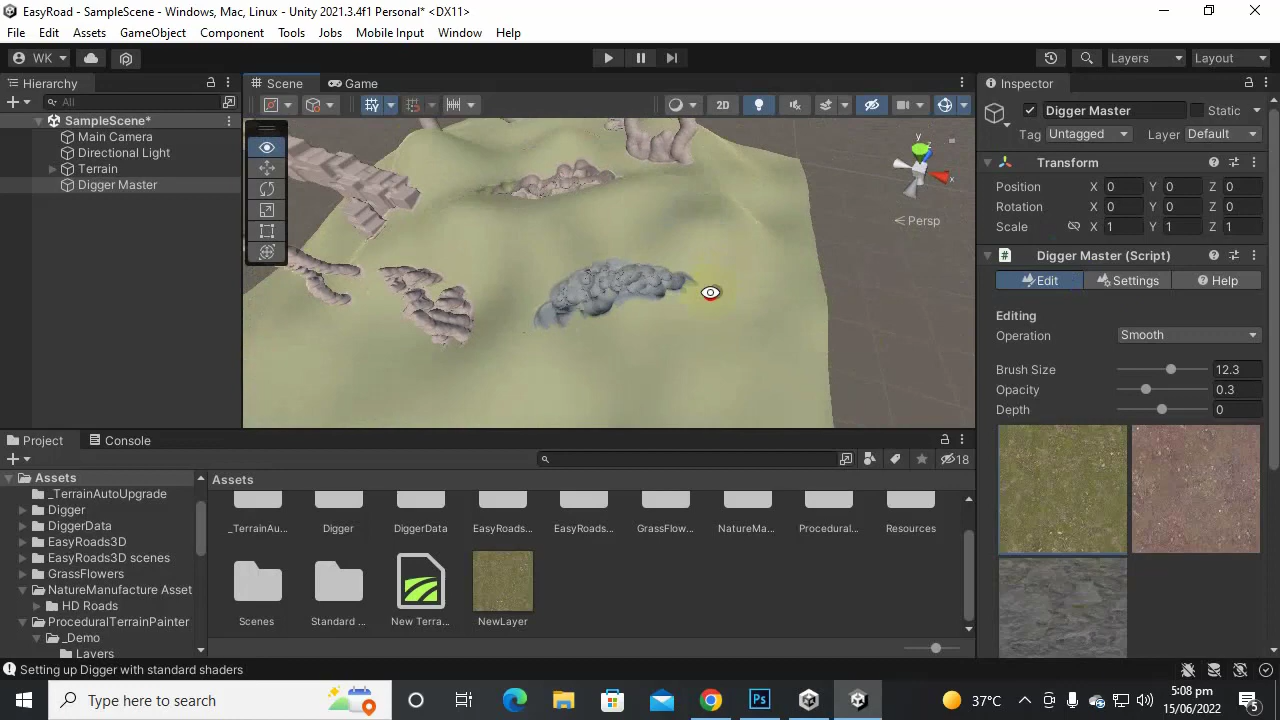 EasyRoad - SampleScene - Windows, Mac, Linux - Unity 2021.3.4f1 Personal* <DX11>
File Edit Assets GameObject Component Tools Jobs Mobile Input Window Help
WK Layers Layout
Hierarchy Scene Game Inspector
All 2D Digger Master Static
SampleScene* Tag Untagged Layer Default
Main Camera
Directional Light
Terrain
Digger Master
y
z
x
Persp
Transform
Position X 0 Y 0 Z 0
Rotation X 0 Y 0 Z 0
Scale X 1 Y 1 Z 1
Digger Master (Script)
Edit Settings Help
Editing
Operation Smooth
Brush Size 12.3
Opacity 0.3
Depth 0
Project Console
18
Assets
_TerrainAutoUpgrade
Digger
DiggerData
EasyRoads3D
EasyRoads3D scenes
GrassFlowers
NatureManufacture Asset
HD Roads
ProceduralTerrainPainter
_Demo
Layers
Assets
_TerrainAu... Digger DiggerData EasyRoads... EasyRoads... GrassFlow... NatureMa... Procedural... Resources
Scenes Standard ... New Terra... NewLayer
Setting up Digger with standard shaders
Type here to search
Ps
37°C
5:08 pm
15/06/2022
5